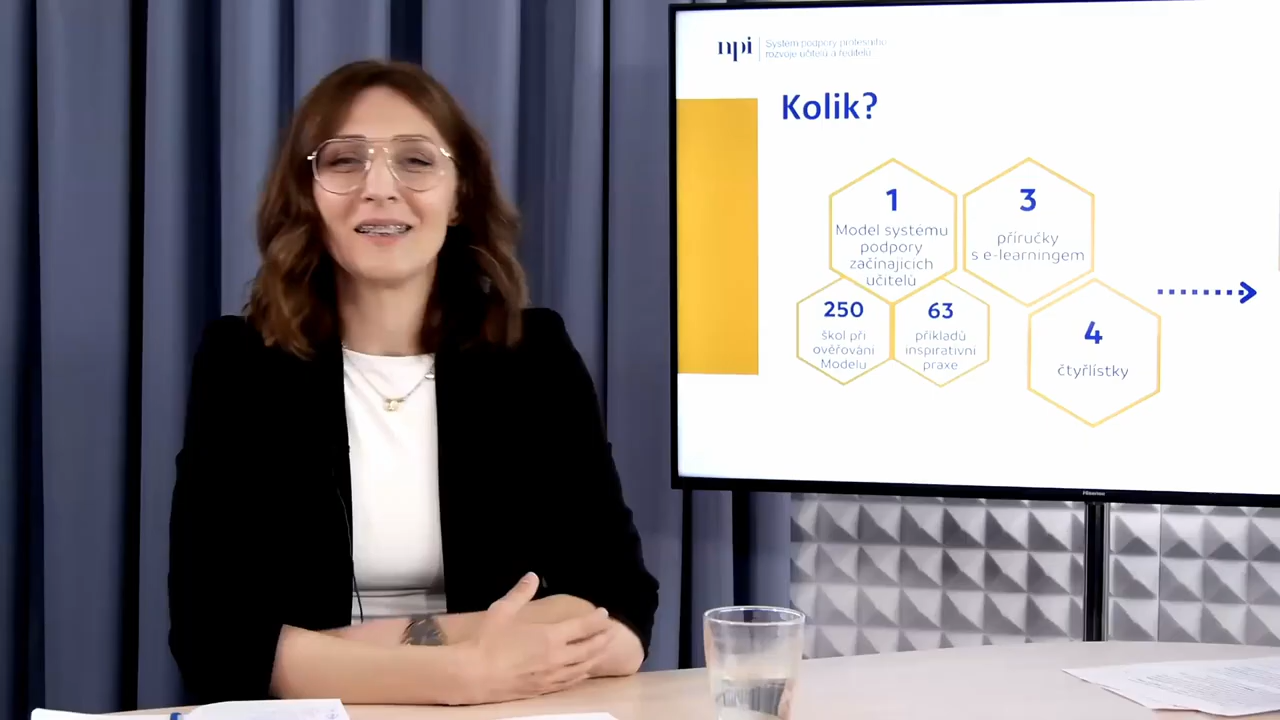 npi
Systém podpory profesního
rozvoje učitelů a ředitelů
Kolik?
1
Model systému
podpory
začínajících
učitelů
3
příručky
s e-learningem
250
škol při
ověřování
Modelu
63
příkladů
inspirativní
praxe
4
čtyřlístky
Hisense